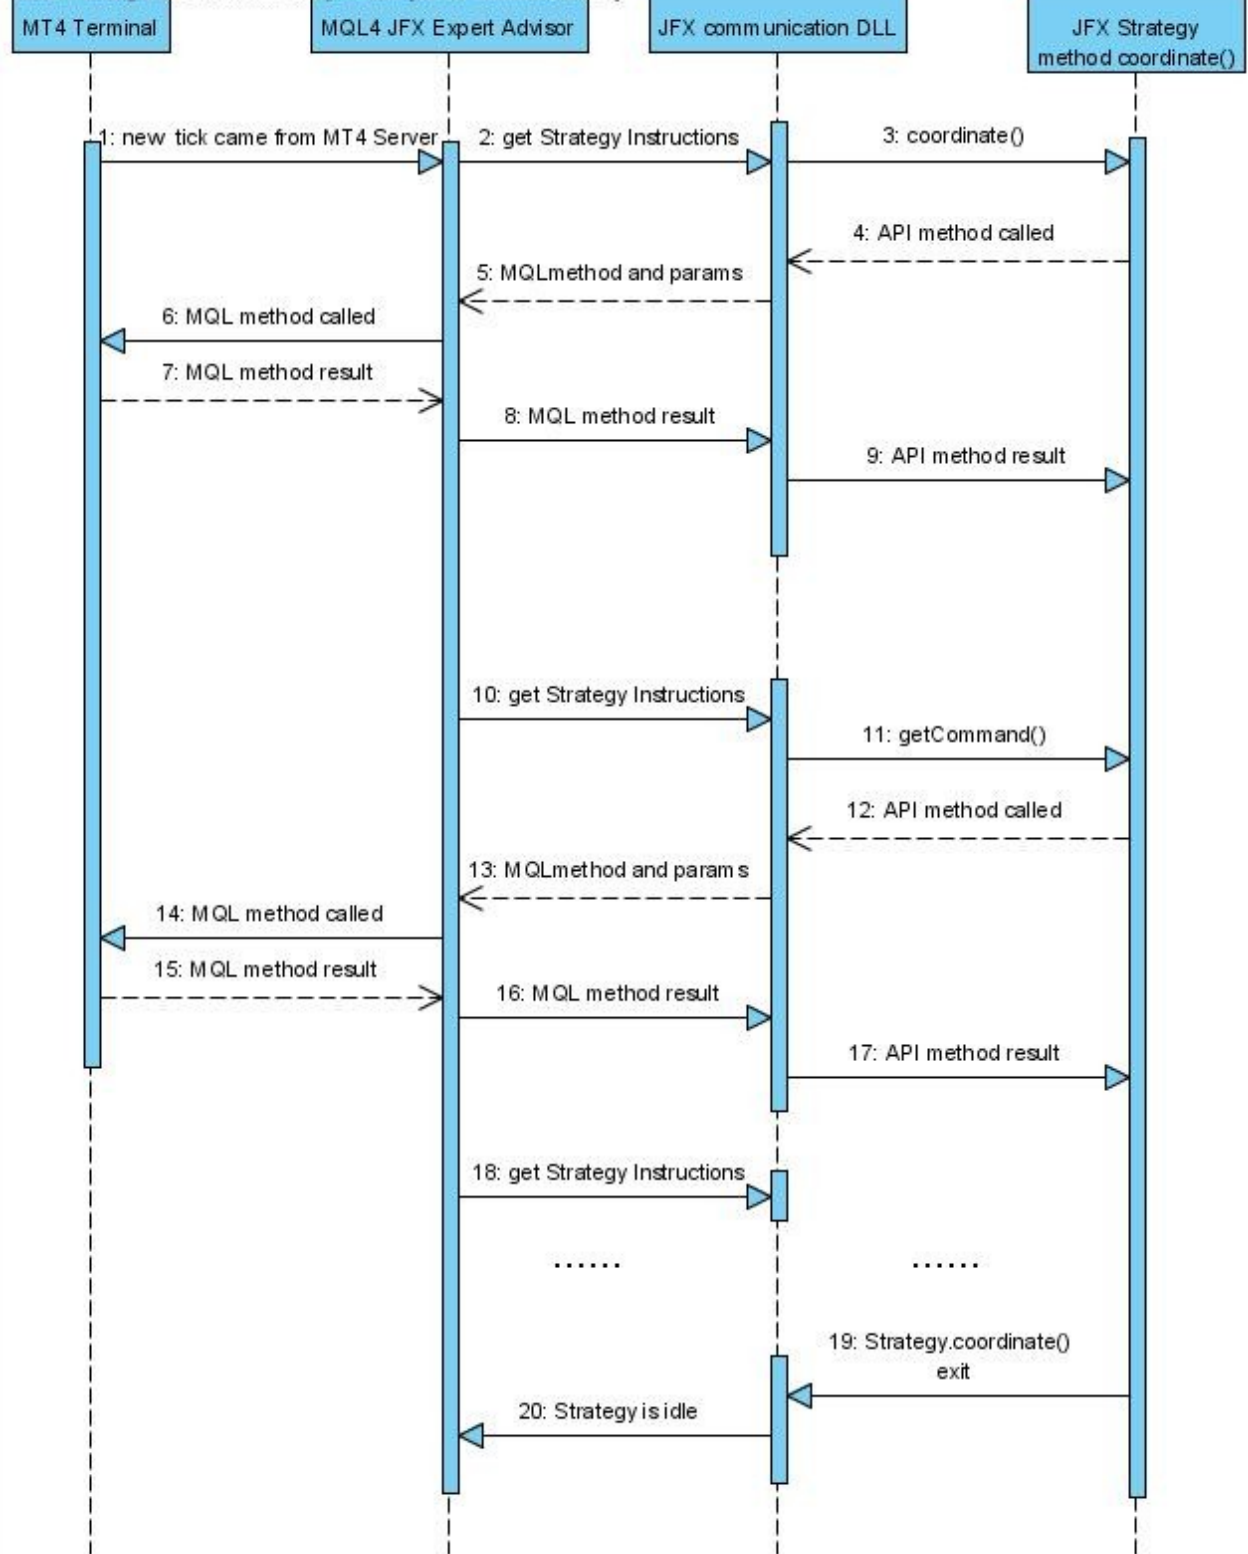 MT4 Terminal
MQL4 JFX Expert Advisor
JFX communication DLL
JFX Strategy
method coordinate()
1: new tick came from MT4 Server
2: get Strategy Instructions
3: coordinate()
4: API method called
5: MQLmethod and params
6: MQL method called
7: MQL method result
8: MQL method result
9: API method result
10: get Strategy Instructions
11: getCommand()
12: API method called
13: MQLmethod and params
14: MQL method called
15: MQL method result
16: MQL method result
17: API method result
18: get Strategy Instructions
......
......
19: Strategy.coordinate()
exit
20: Strategy is idle